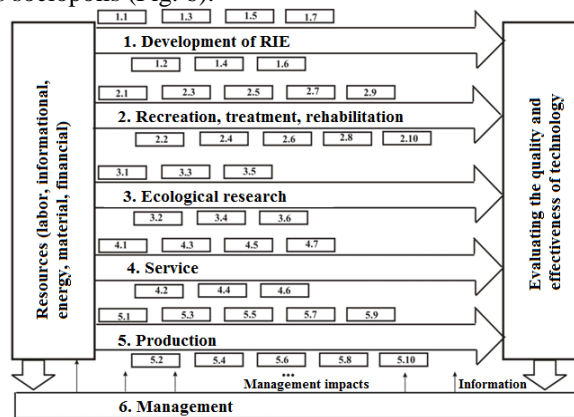 sociopolis (Fig. 6).
1.1 1.3 1.5 1.7
1. Development of RIE
1.2 1.4 1.6
2.1 2.3 2.5 2.7 2.9
2. Recreation, treatment, rehabilitation
2.2 2.4 2.6 2.8 2.10
3.1 3.3 3.5
3. Ecological research
3.2 3.4 3.6
4.1 4.3 4.5 4.7
4. Service
4.2 4.4 4.6
5.1 5.3 5.5 5.7 5.9
5. Production
5.2 5.4 5.6 5.8 5.10
...
Management impacts
Information
6. Management
Resources (labor, informational,
energy, material, financial)
Evaluating the quality and
effectiveness of technology